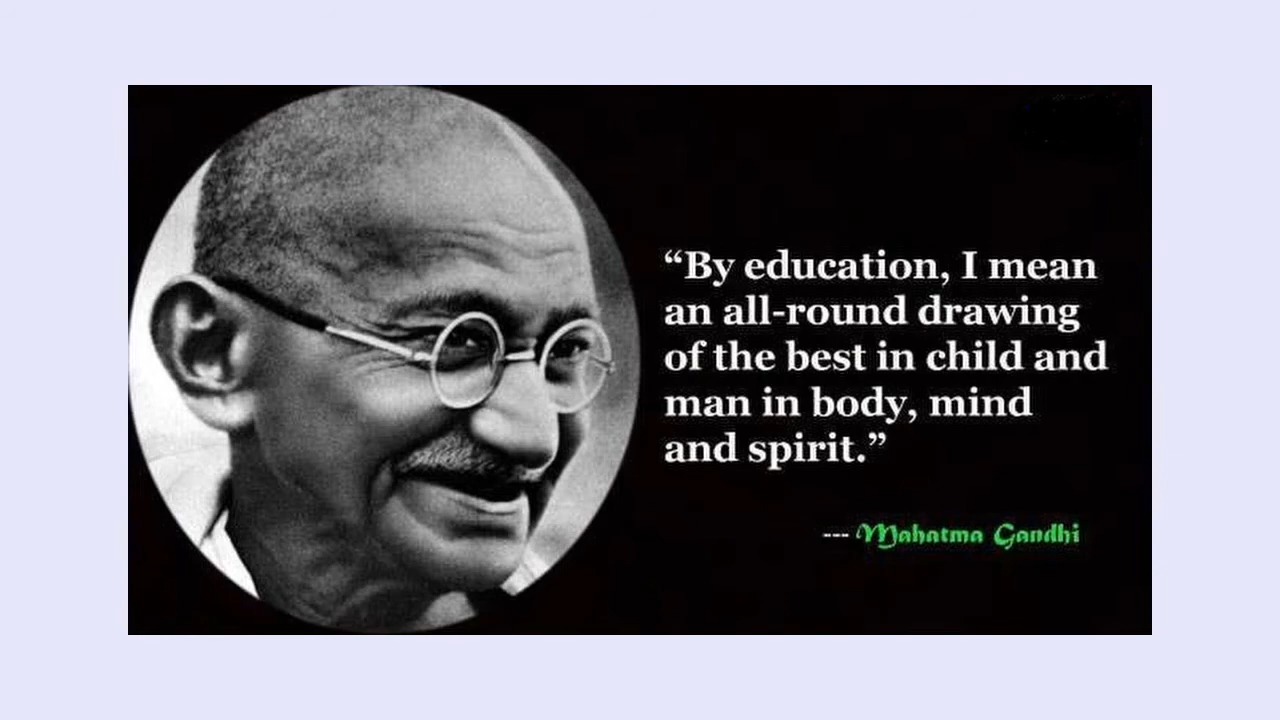 “By education, I mean
an all-round drawing
of the best in child and
man in body, mind
and spirit.”
--- Mahatma Gandhi